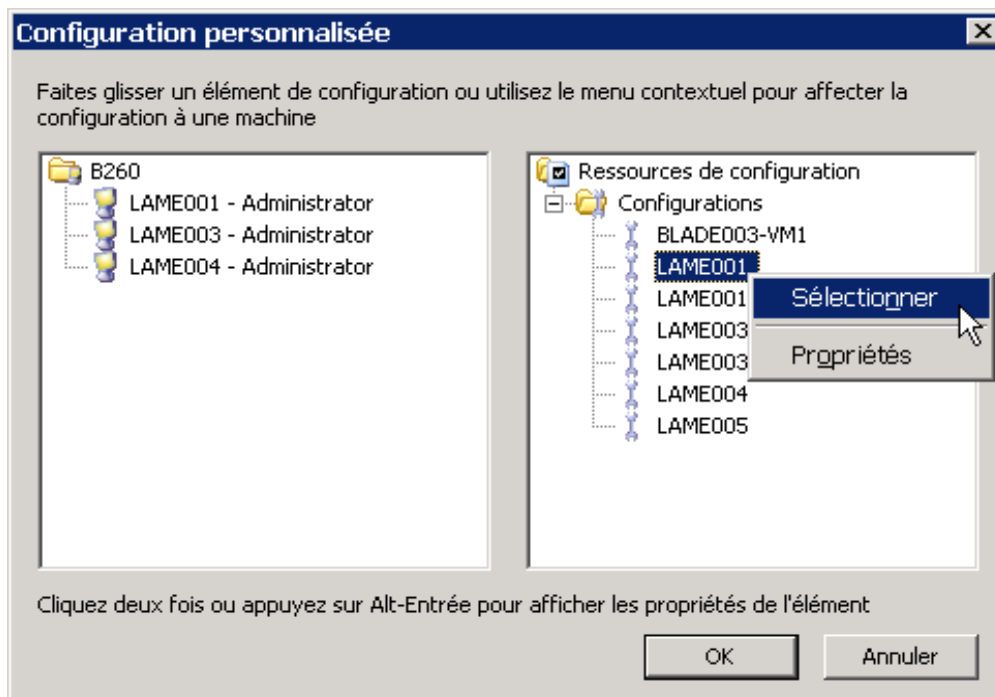 Configuration personnalisée
Faites glisser un élément de configuration ou utilisez le menu contextuel pour affecter la
configuration à une machine
B260
LAME001 - Administrator
LAME003 - Administrator
LAME004 - Administrator
Ressources de configuration
Configurations
BLADE003-VM1
LAME001
LAME001
LAME003
LAME003
LAME004
LAME005
Sélectionner
Propriétés
Cliquez deux fois ou appuyez sur Alt-Entrée pour afficher les propriétés de l'élément
OK
Annuler